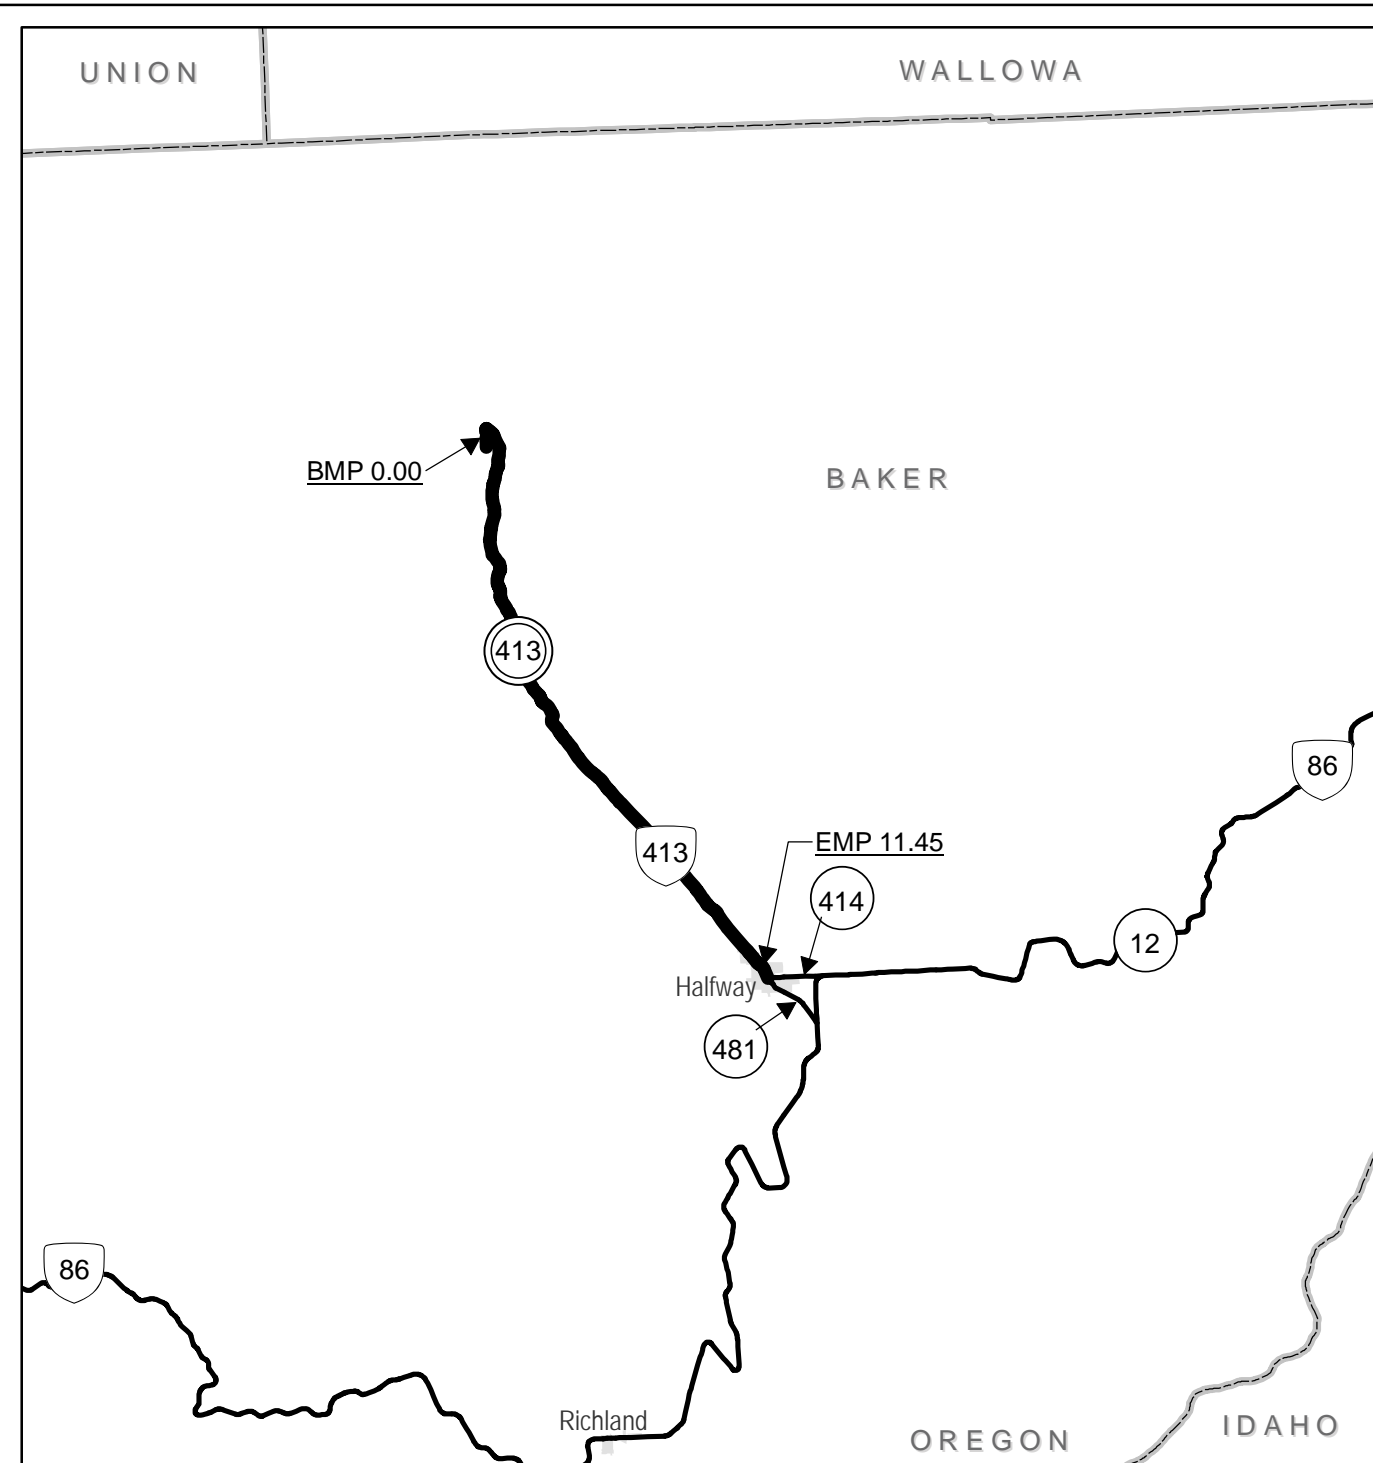 UNION
WALLOWA
BMP 0.00
BAKER
413
86
413
EMP 11.45
414
12
Halfway
481
86
Richland
OREGON
IDAHO